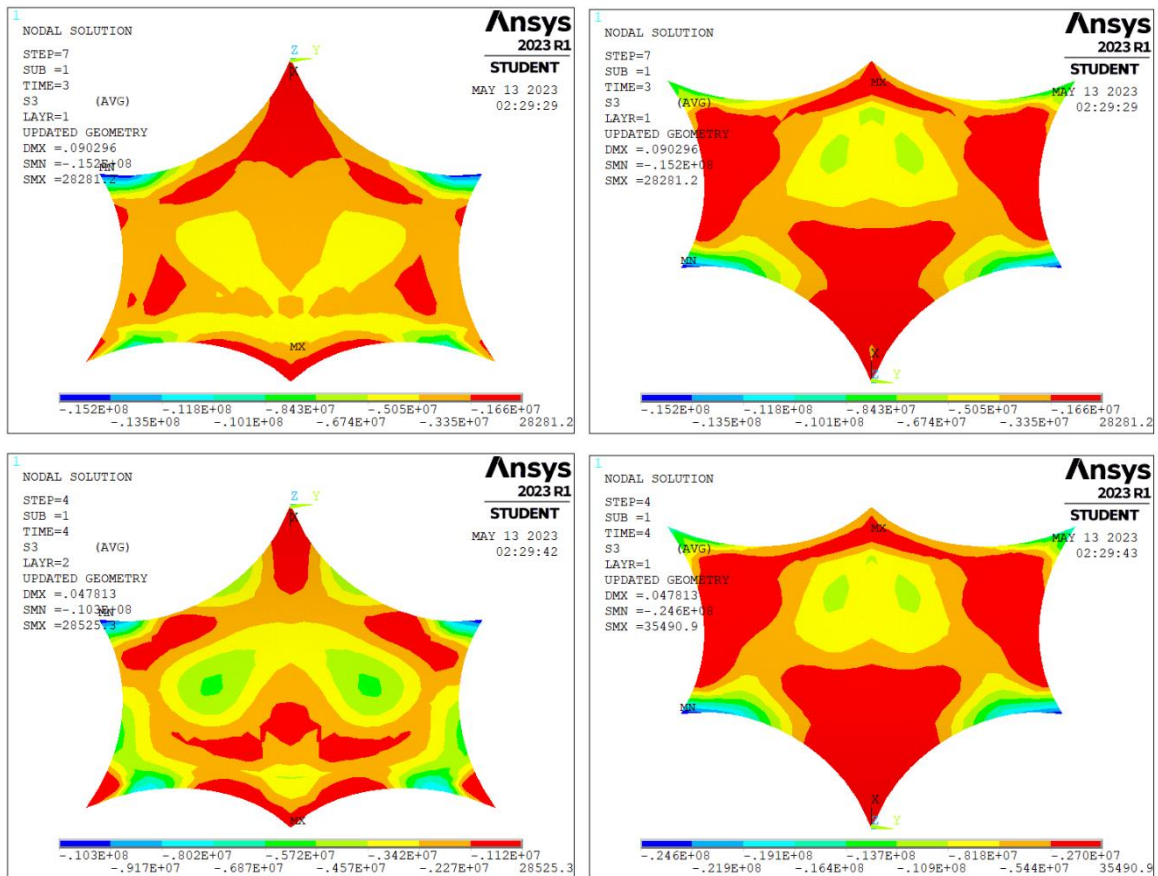 1
NODAL SOLUTION
STEP=7
SUB =1
TIME=3
S3 (AVG)
LAYR=1
UPDATED GEOMETRY
DMX =.090296
SMN =-.152E+08
SMX =28281.2
Ansys
2023 R1
STUDENT
MAY 13 2023
02:29:29
Z Y
X
MN
MX
-.152E+08 -.118E+08 -.843E+07 -.505E+07 -.166E+07
-.135E+08 -.101E+08 -.674E+07 -.335E+07 28281.2
1
NODAL SOLUTION
STEP=7
SUB =1
TIME=3
S3 (AVG)
LAYR=1
UPDATED GEOMETRY
DMX =.090296
SMN =-.152E+08
SMX =28281.2
Ansys
2023 R1
STUDENT
MAY 13 2023
02:29:29
MX
MN
X
Z Y
-.152E+08 -.118E+08 -.843E+07 -.505E+07 -.166E+07
-.135E+08 -.101E+08 -.674E+07 -.335E+07 28281.2
1
NODAL SOLUTION
STEP=4
SUB =1
TIME=4
S3 (AVG)
LAYR=2
UPDATED GEOMETRY
DMX =.047813
SMN =-.103E+08
SMX =28525.3
Ansys
2023 R1
STUDENT
MAY 13 2023
02:29:42
Z Y
X
MN
MX
-.103E+08 -.802E+07 -.572E+07 -.342E+07 -.112E+07
-.917E+07 -.687E+07 -.457E+07 -.227E+07 28525.3
1
NODAL SOLUTION
STEP=4
SUB =1
TIME=4
S3 (AVG)
LAYR=1
UPDATED GEOMETRY
DMX =.047813
SMN =-.246E+08
SMX =35490.9
Ansys
2023 R1
STUDENT
MAY 13 2023
02:29:43
MX
MN
X
Z Y
-.246E+08 -.191E+08 -.137E+08 -.818E+07 -.270E+07
-.219E+08 -.164E+08 -.109E+08 -.544E+07 35490.9